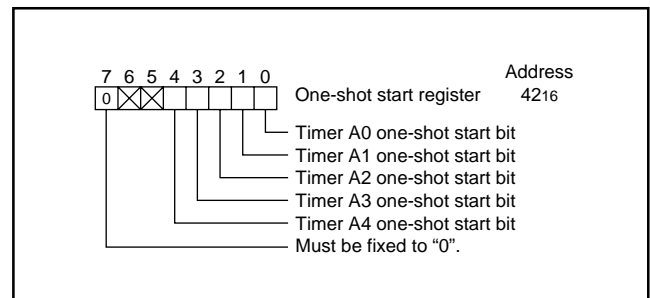 Address
7 6 5 4 3 2 1 0
0 One-shot start register 4216
Timer A0 one-shot start bit
Timer A1 one-shot start bit
Timer A2 one-shot start bit
Timer A3 one-shot start bit
Timer A4 one-shot start bit
Must be fixed to “0”.